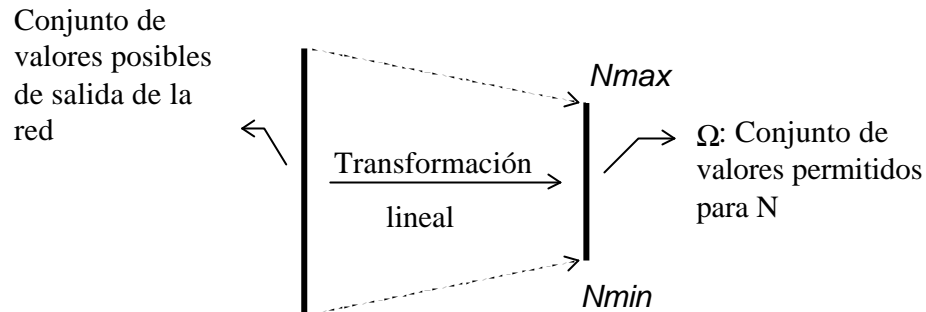 Conjunto de
valores posibles
de salida de la
red
Nmax
Transformación
lineal
Ω: Conjunto de
valores permitidos
para N
Nmin